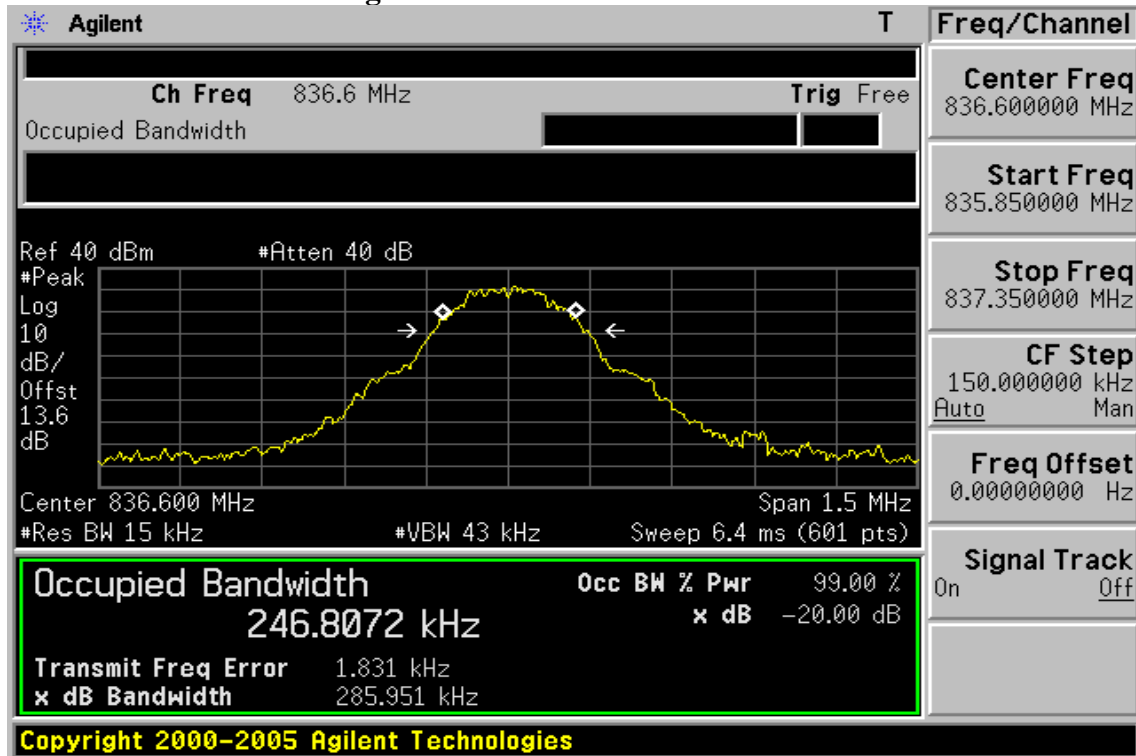 Agilent T
Freq/Channel
Ch Freq 836.6 MHz Trig Free
Occupied Bandwidth
Center Freq
836.600000 MHz
Start Freq
835.850000 MHz
Stop Freq
837.350000 MHz
CF Step
150.000000 kHz
Auto Man
Freq Offset
0.00000000 Hz
Signal Track
On Off
Ref 40 dBm #Atten 40 dB
#Peak
Log
10
dB/
Offst
13.6
dB
Center 836.600 MHz Span 1.5 MHz
#Res BW 15 kHz #VBW 43 kHz Sweep 6.4 ms (601 pts)
Occupied Bandwidth
246.8072 kHz
Occ BW % Pwr 99.00 %
x dB -20.00 dB
Transmit Freq Error 1.831 kHz
x dB Bandwidth 285.951 kHz
Copyright 2000-2005 Agilent Technologies